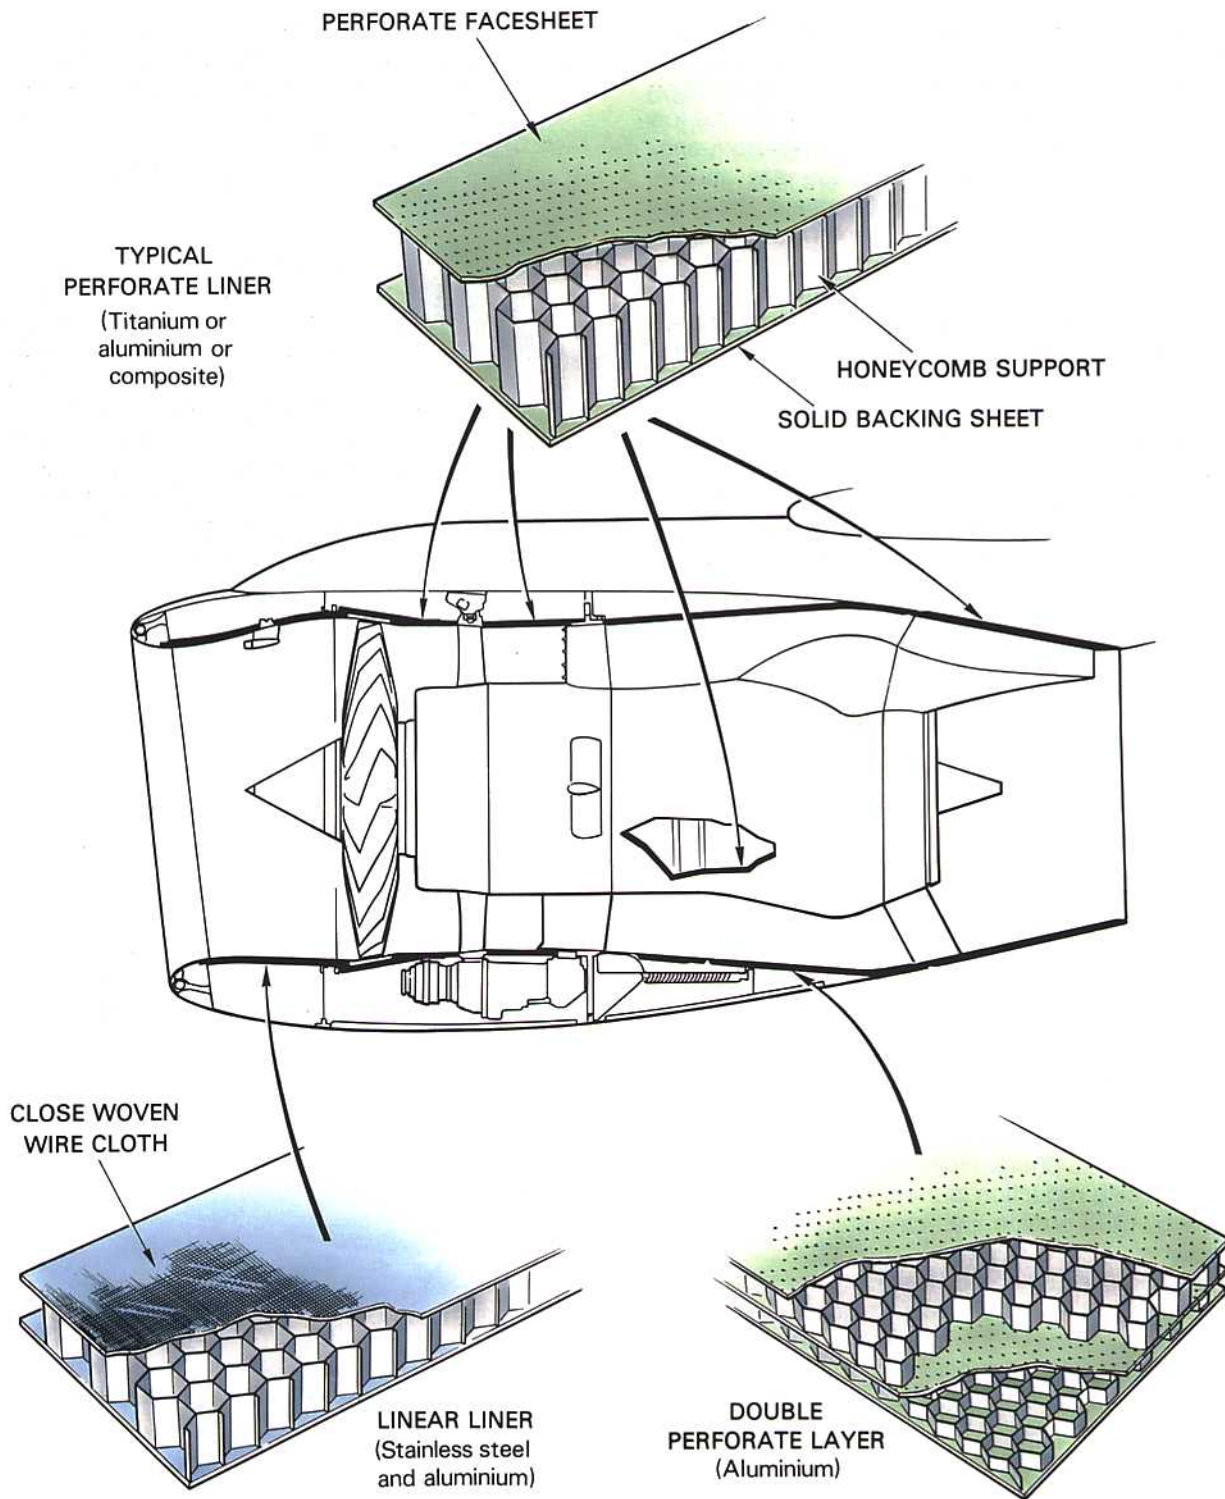 PERFORATE FACESHEET
TYPICAL
PERFORATE LINER
(Titanium or
aluminium or
composite)
HONEYCOMB SUPPORT
SOLID BACKING SHEET
CLOSE WOVEN
WIRE CLOTH
LINEAR LINER
(Stainless steel
and aluminium)
DOUBLE
PERFORATE LAYER
(Aluminium)